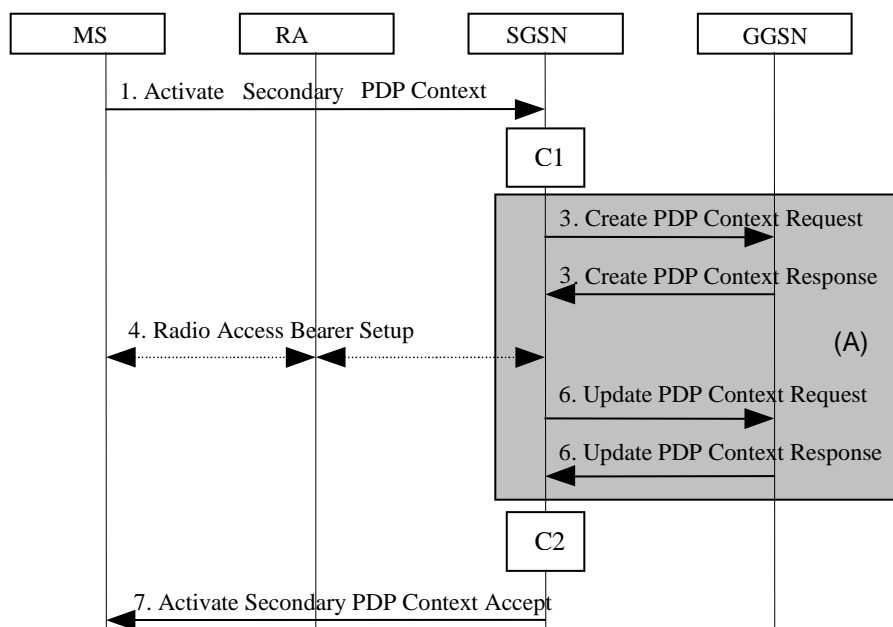 MS RA SGSN GGSN
1. Activate Secondary PDP Context
C1
3. Create PDP Context Request
3. Create PDP Context Response
4. Radio Access Bearer Setup
(A)
6. Update PDP Context Request
6. Update PDP Context Response
C2
7. Activate Secondary PDP Context Accept